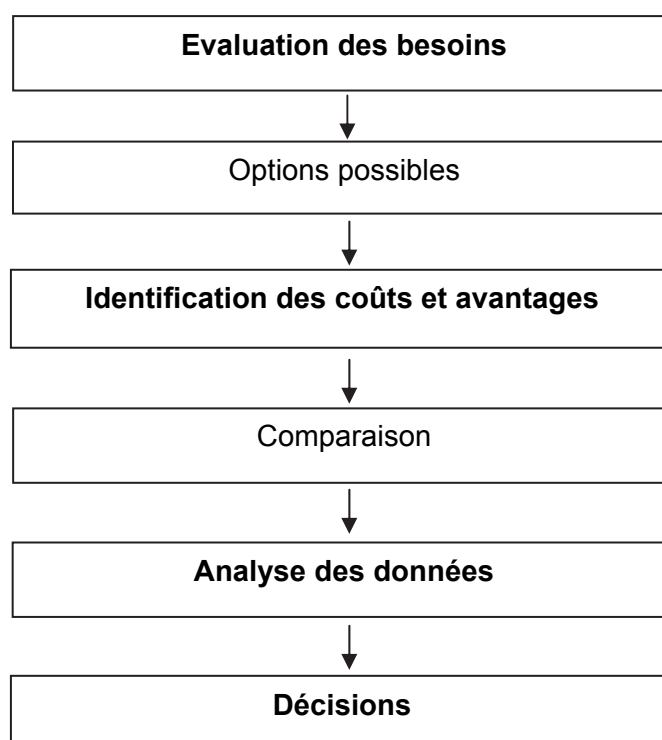 Evaluation des besoins
Options possibles
Identification des coûts et avantages
Comparaison
Analyse des données
Décisions